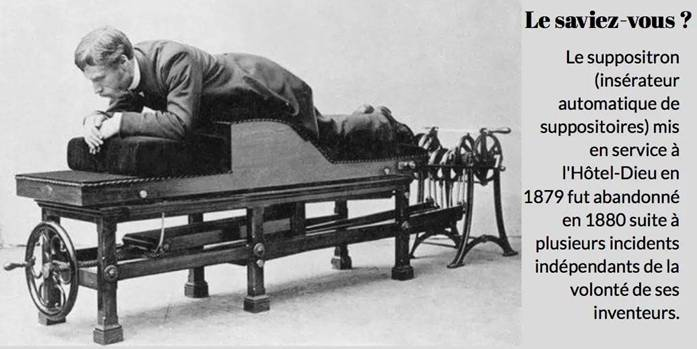 Le saviez-vous ?
Le suppositron
(insérateur
automatique de
suppositoires) mis
en service à
l'Hôtel-Dieu en
1879 fut abandonné
en 1880 suite à
plusieurs incidents
indépendants de la
volonté de ses
inventeurs.